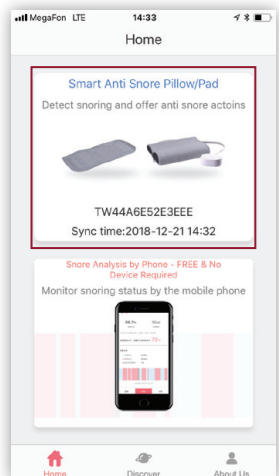 MegaFon LTE 14:33
Home
Smart Anti Snore Pillow/Pad
Detect snoring and offer anti snore actoins
TW44A6E52E3EEE
Sync time:2018-12-21 14:32
Snore Analysis by Phone - FREE & No
Device Required
Monitor snoring status by the mobile phone
Home Discover About Us